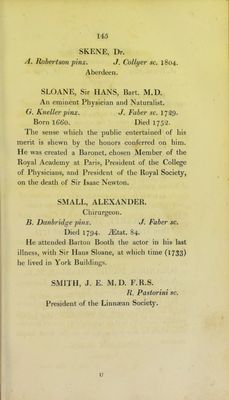 145
SKENE, Dr.
A. Robertson pinx. J. Collyer sc. 1804.
Aberdeen.
SLOANE, Sir HANS, Bart. M.D.
An eminent Physician and Naturalist.
G. Kneller pinx. J. Faber sc. 1729.
Born 1660. Died 1752.
The sense which the public entertained of his
merit is shewn by the honors conferred on him.
He was created a Baronet, chosen Member of the
Royal Academy at Paris, President of the College
of Physicians, and President of the Royal Society,
on the death of Sir Isaac Newton.
SMALL, ALEXANDER.
Chirurgeon.
B. Danbridge pinx. J. Faber sc.
Died 1794. Ætat. 84.
He attended Barton Booth the actor in his last
illness, with Sir Hans Sloane, at which time (1733)
he lived in York Buildings.
SMITH, J. E. M.D. F.R.S.
R. Pastorini sc.
President of the Linnæan Society.
U